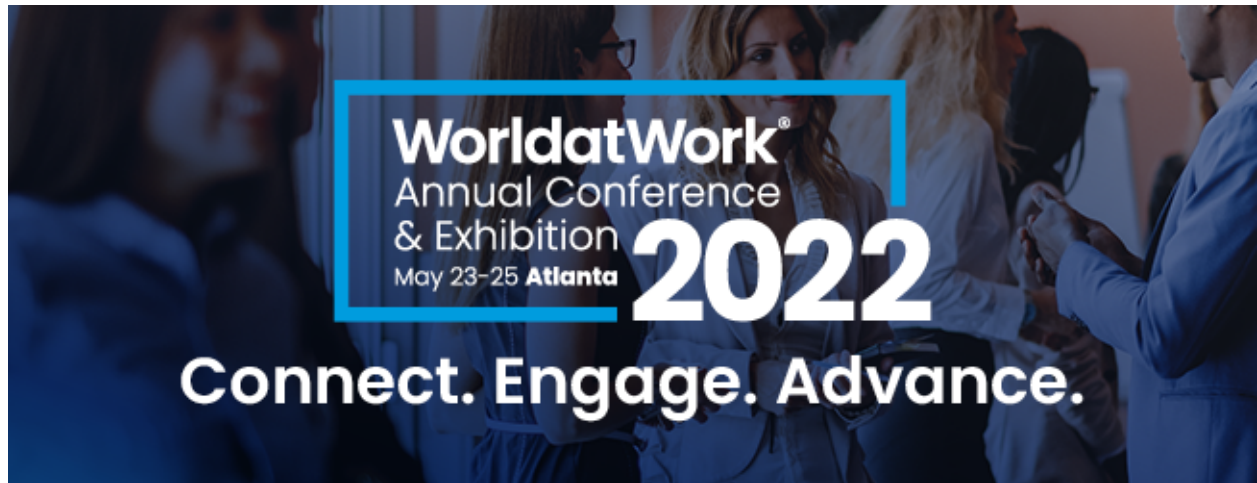 WorldatWork®
Annual Conference
& Exhibition
May 23-25 Atlanta
2022
Connect. Engage. Advance.